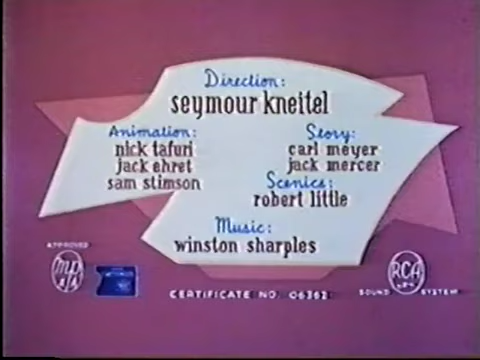 Direction:
seymour kneitel
Animation:
nick tafuri
jack ehret
sam stimson
Story:
carl meyer
jack mercer
Scenics:
robert little
Music:
winston sharples
APPROVED
MPAA
CERTIFICATE NO. 06362
RCA
SOUND SYSTEM